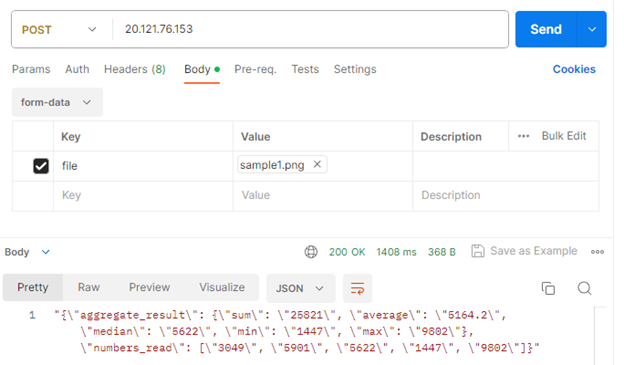 POST 20.121.76.153 Send
Params Auth Headers (8) Body Pre-req. Tests Settings Cookies
form-data
Key Value Description ••• Bulk Edit
file sample1.png
Key Value Description
Body 200 OK 1408 ms 368 B Save as Example
Pretty Raw Preview Visualize JSON
1 "{\"aggregate_result\": {\"sum\": \"25821\", \"average\": \"5164.2\",
\"median\": \"5622\", \"min\": \"1447\", \"max\": \"9802\"},
\"numbers_read\": [\"3049\", \"5901\", \"5622\", \"1447\", \"9802\"]}"